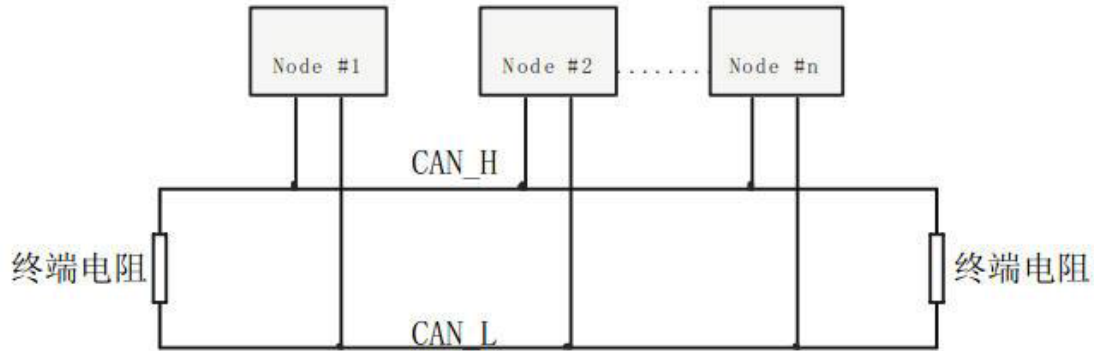 Node #1
Node #2
........
Node #n
CAN_H
终端电阻
终端电阻
CAN_L